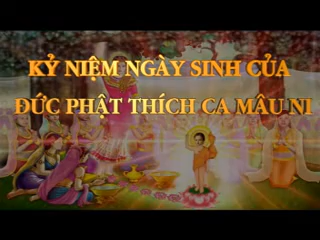 KỶ NIỆM NGÀY SINH CỦA
ĐỨC PHẬT THÍCH CA MÂU NI